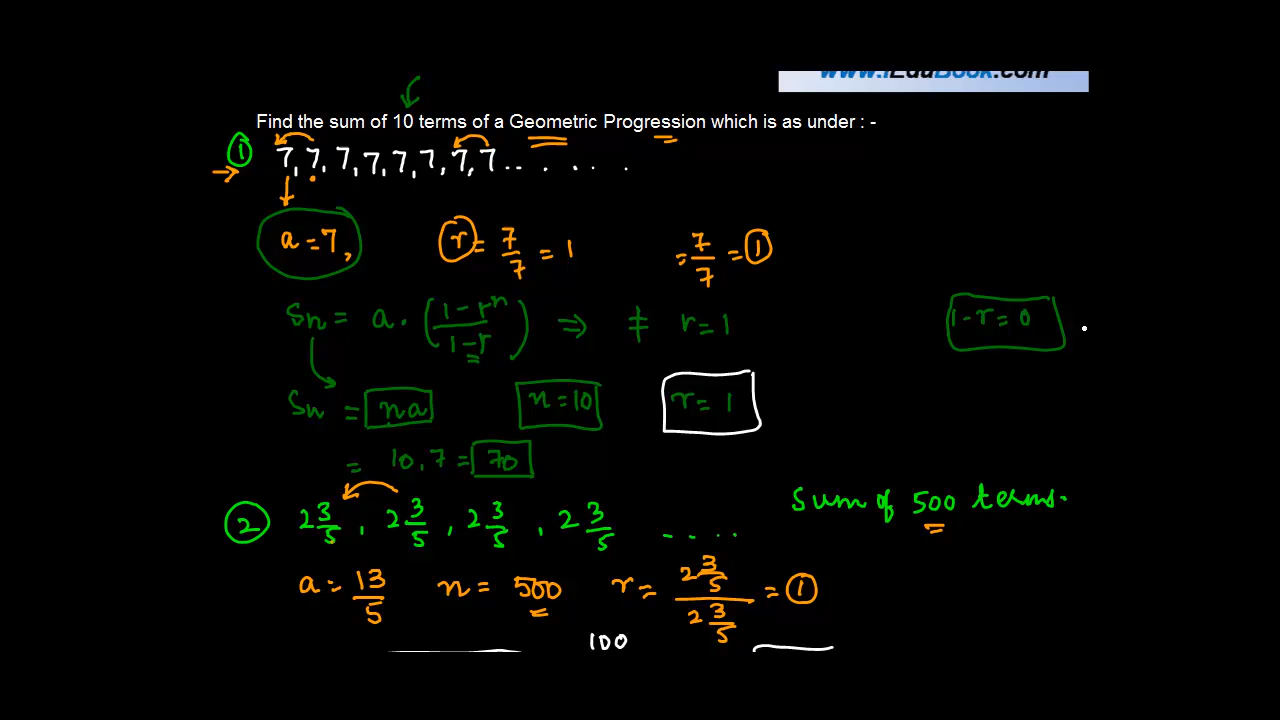 www.iEduBook.com
Find the sum of 10 terms of a Geometric Progression which is as under : -
① 7, 7, 7, 7, 7, 7, 7, 7 .. . . . .
a = 7, r = 7/7 = 1 = 7/7 = ①
Sn = a · (1 - rⁿ / 1 - r) ⇒ ≠ r = 1 1 - r = 0
Sn = na n = 10 r = 1
= 10 . 7 = 70
② 2 3/5 , 2 3/5 , 2 3/5 , 2 3/5 .... Sum of 500 terms.
a = 13/5 n = 500 r = 2 3/5 / 2 3/5 = ①
100